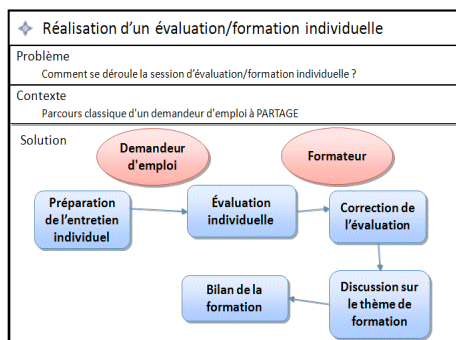 Réalisation d'un évaluation/formation individuelle
Problème
Comment se déroule la session d'évaluation/formation individuelle ?
Contexte
Parcours classique d'un demandeur d'emploi à PARTAGE
Solution
Demandeur
d'emploi
Formateur
Préparation
de l'entretien
individuel
Évaluation
individuelle
Correction de
l'évaluation
Bilan de la
formation
Discussion sur
le thème de
formation